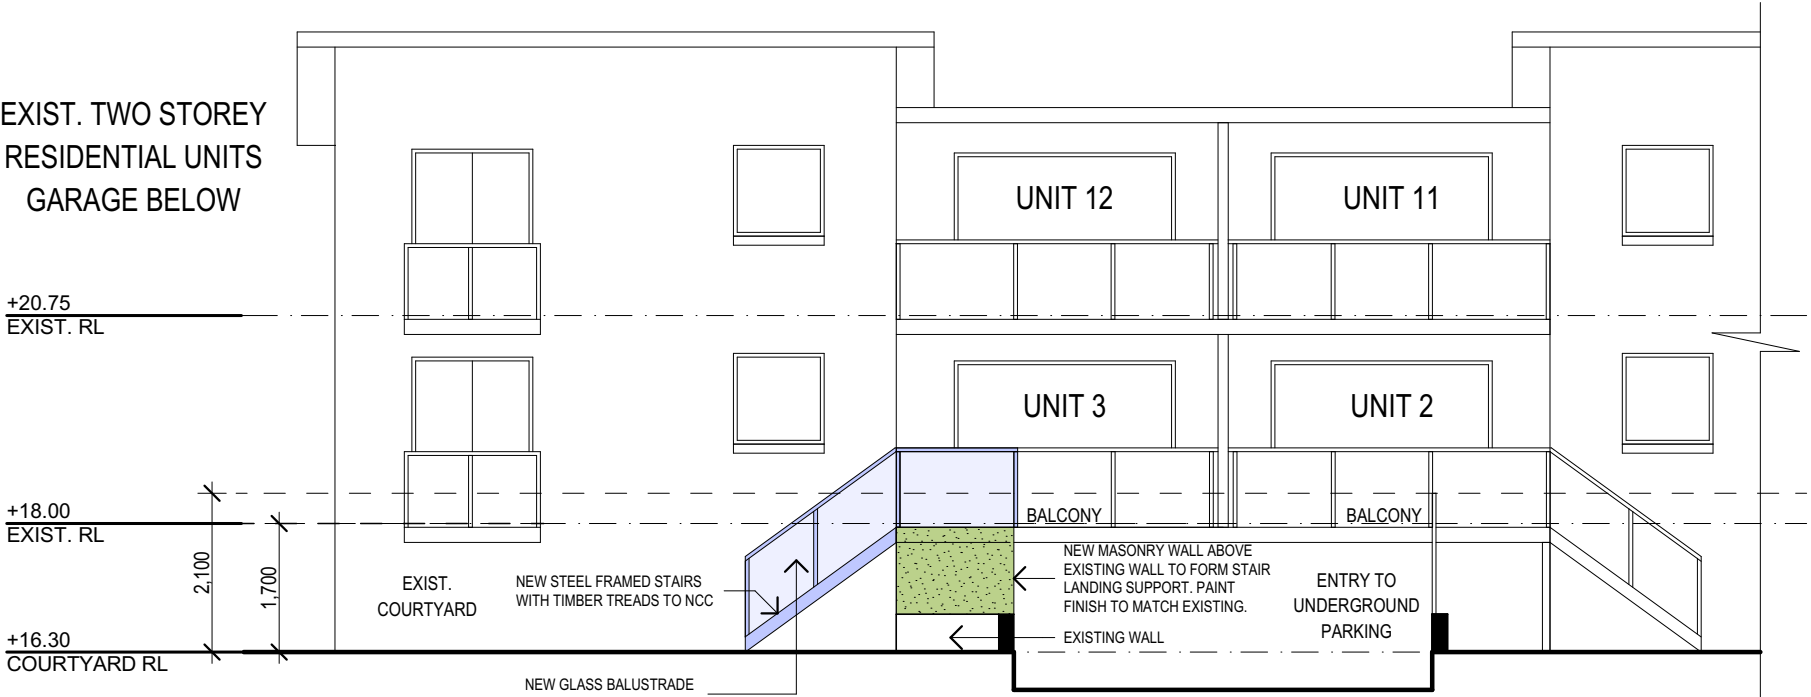 EXIST. TWO STOREY
RESIDENTIAL UNITS
GARAGE BELOW
UNIT 12
UNIT 11
+20.75
EXIST. RL
UNIT 3
UNIT 2
+18.00
EXIST. RL
BALCONY
BALCONY
2,100
1,700
EXIST.
COURTYARD
NEW STEEL FRAMED STAIRS
WITH TIMBER TREADS TO NCC
NEW MASONRY WALL ABOVE
EXISTING WALL TO FORM STAIR
LANDING SUPPORT. PAINT
FINISH TO MATCH EXISTING.
ENTRY TO
UNDERGROUND
PARKING
EXISTING WALL
+16.30
COURTYARD RL
NEW GLASS BALUSTRADE